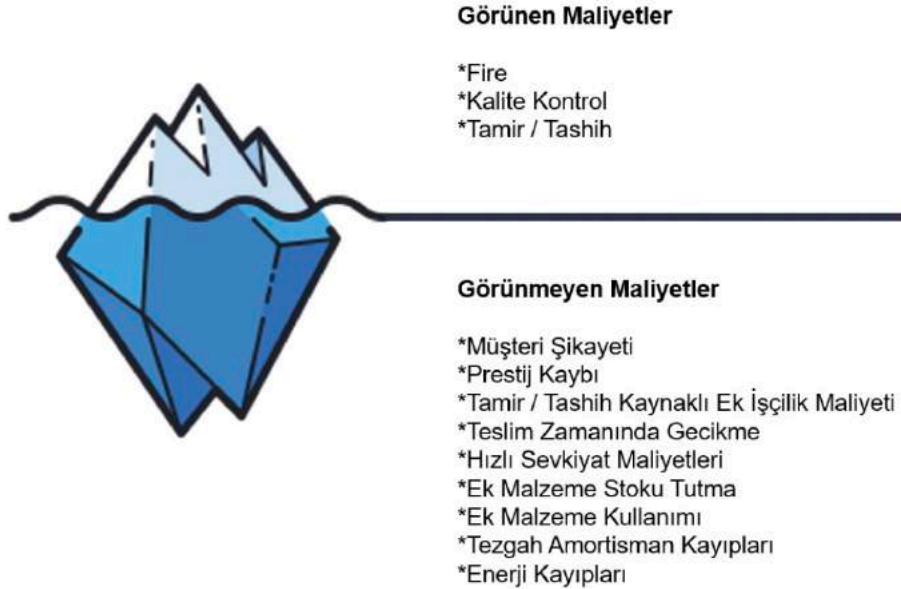 Görünen Maliyetler
*Fire
*Kalite Kontrol
*Tamir / Tashih
Görünmeyen Maliyetler
*Müşteri Şikayeti
*Prestij Kaybı
*Tamir / Tashih Kaynaklı Ek İşçilik Maliyeti
*Teslim Zamanında Gecikme
*Hızlı Sevkiyat Maliyetleri
*Ek Malzeme Stoku Tutma
*Ek Malzeme Kullanımı
*Tezgah Amortisman Kayıpları
*Enerji Kayıpları